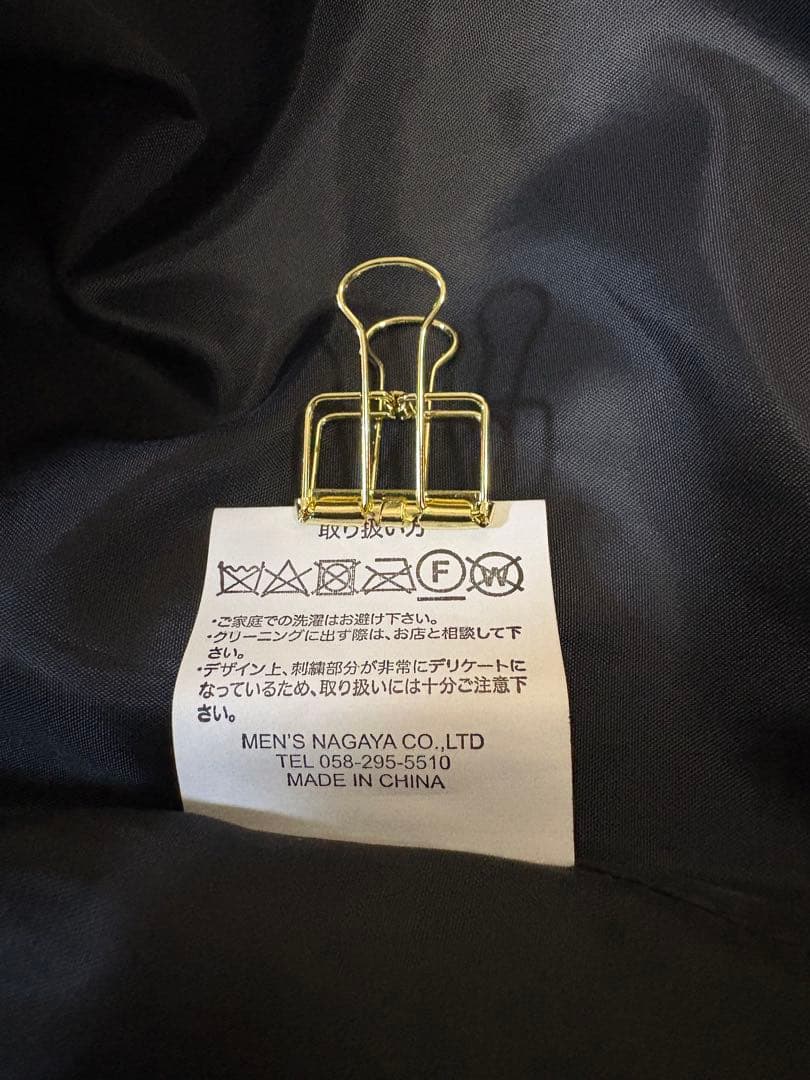 取り扱い方
F W
・ご家庭での洗濯はお避け下さい。
・クリーニングに出す際は、お店と相談して下
さい。
・デザイン上、刺繍部分が非常にデリケートに
なっているため、取り扱いには十分ご注意下
さい。
MEN'S NAGAYA CO.,LTD
TEL 058-295-5510
MADE IN CHINA